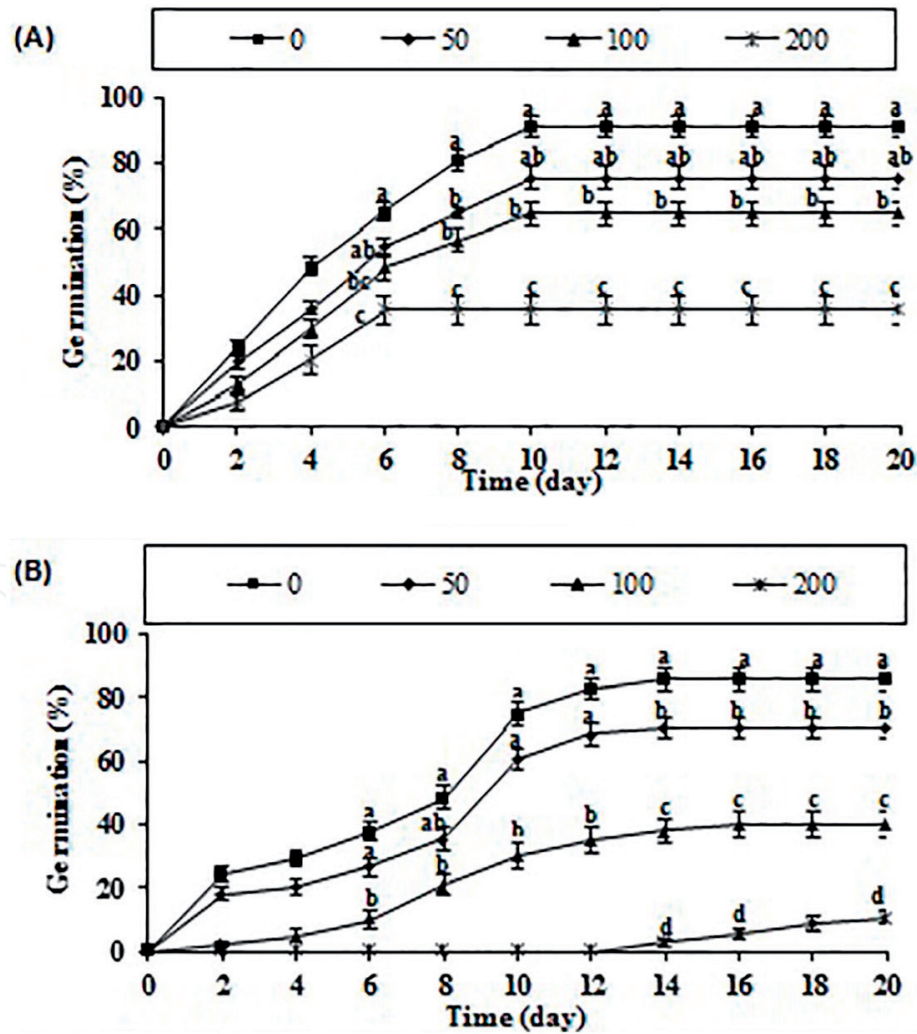 (A)
0 50 100 200
a a a a a a
a ab ab ab ab ab ab
a b
b b b b b b
ab b
bc
c c c c c c c
c
100
80
60
40
20
0
Germination (%)
0 2 4 6 8 10 12 14 16 18 20
Time (day)
(B)
0 50 100 200
100
a a a a a
80
a b b b b
a
60
a
a
ab
40
a b b c c c c
a
20
b b
d d d
0
Germination (%)
0 2 4 6 8 10 12 14 16 18 20
Time (day)